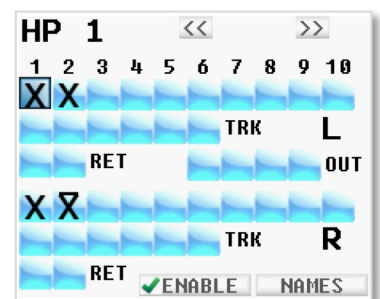 HP 1 << >>
1 2 3 4 5 6 7 8 9 10
X X
TRK L
RET OUT
X X
TRK R
RET ENABLE NAMES